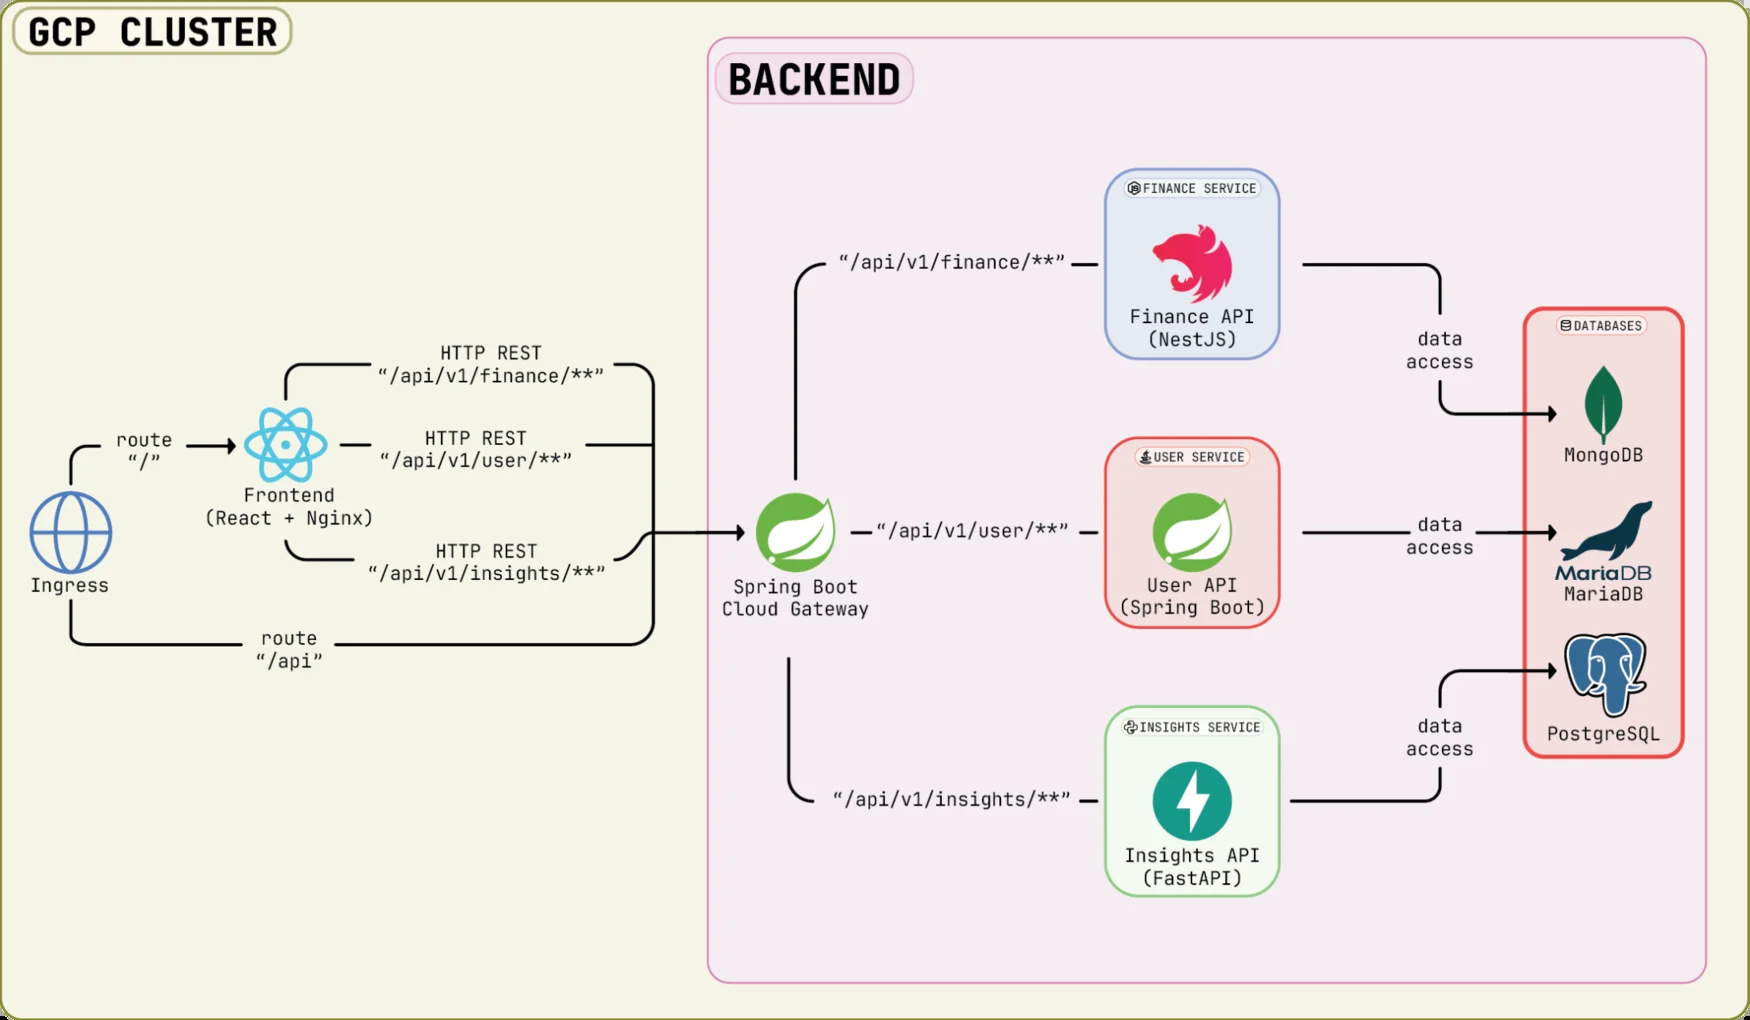 GCP CLUSTER
BACKEND
FINANCE SERVICE
“/api/v1/finance/**”
Finance API
(NestJS)
DATABASES
data
access
HTTP REST
“/api/v1/finance/**”
route
“/”
HTTP REST
“/api/v1/user/**”
MongoDB
USER SERVICE
Frontend
(React + Nginx)
“/api/v1/user/**”
data
access
HTTP REST
“/api/v1/insights/**”
Ingress
Spring Boot
Cloud Gateway
User API
(Spring Boot)
MariaDB
MariaDB
route
“/api”
INSIGHTS SERVICE
data
access
PostgreSQL
“/api/v1/insights/**”
Insights API
(FastAPI)